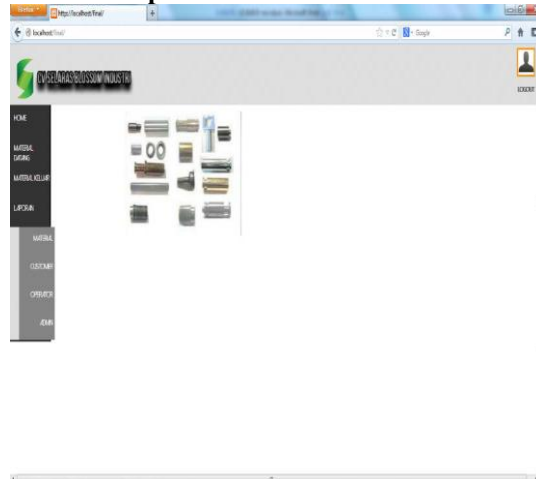 Firefox
http://localhost/final/
localhost/final/
Google
CV SELARAS BLOSSOM INDUSTRI
LOGOUT
HOME
MATERIAL
DATANG
MATERIAL KELUAR
LAPORAN
MATERIAL
CUSTOMER
OPERATOR
ADMIN